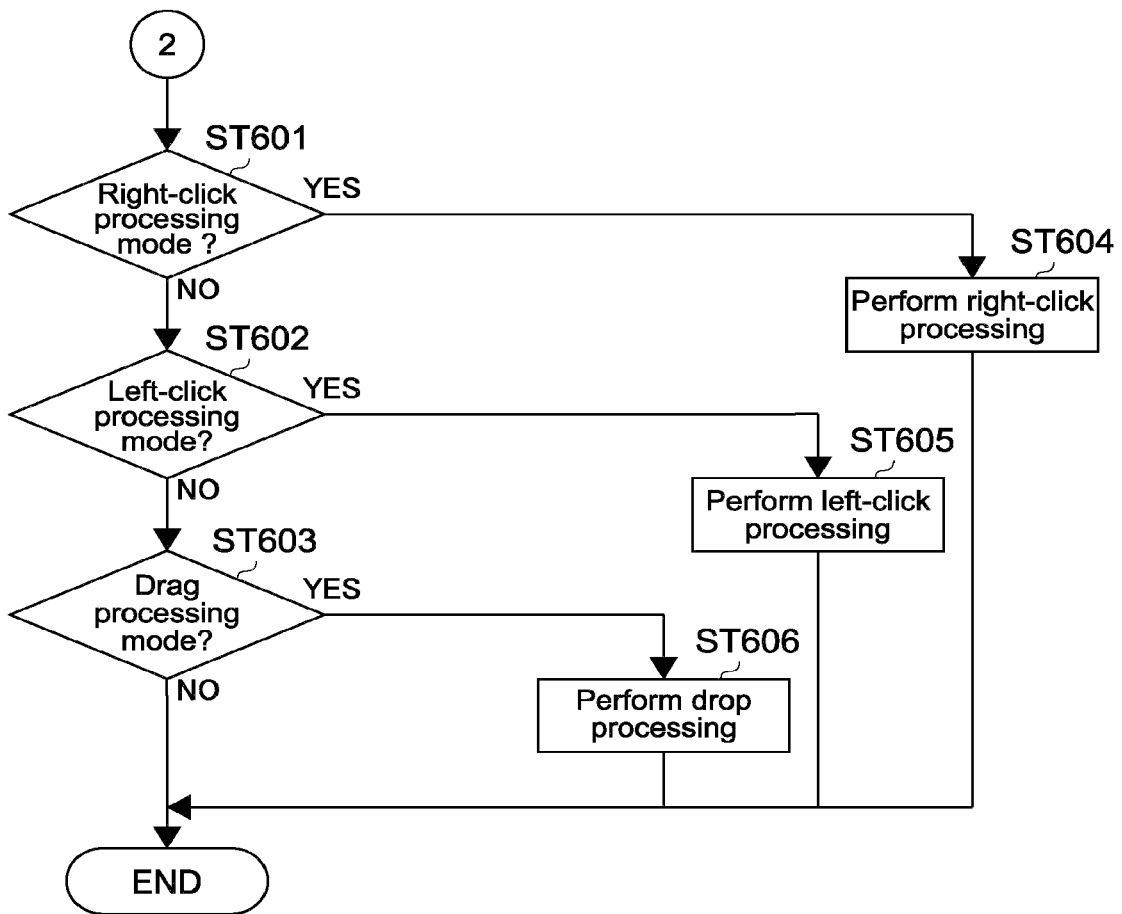 2
ST601
Right-click
processing
mode ?
YES
NO
ST604
Perform right-click
processing
ST602
Left-click
processing
mode?
YES
NO
ST605
Perform left-click
processing
ST603
Drag
processing
mode?
YES
NO
ST606
Perform drop
processing
END